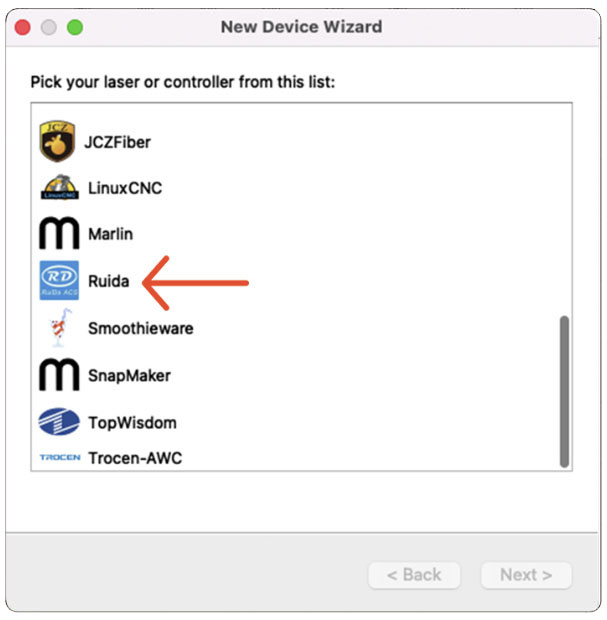 New Device Wizard
Pick your laser or controller from this list:
JCZ
JCZFiber
LinuxCNC
LinuxCNC
Marlin
RD
RuiDa ACS
Ruida
Smoothieware
SnapMaker
TopWisdom
TROCEN
Trocen-AWC
< Back
Next >